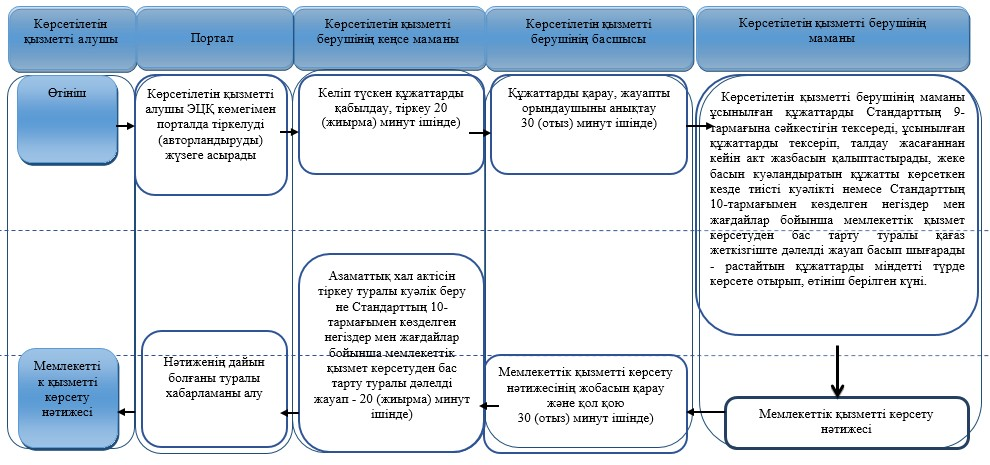 Көрсетілетін
қызметті алушы
Портал
Көрсетілетін қызметті
берушінің кеңсе маманы
Көрсетілетін қызметті
берушінің басшысы
Көрсетілетін қызметті берушінің
маманы
Өтініш
Көрсетілетін қызметті
алушы ЭЦҚ көмегімен
порталда тіркелуді
(авторландыруды)
жүзеге асырады
Келіп түскен құжаттарды
қабылдау, тіркеу 20
(жиырма) минут ішінде)
Құжаттарды қарау, жауапты
орындаушыны анықтау
30 (отыз) минут ішінде)
Көрсетілетін қызметті берушінің маманы
ұсынылған құжаттарды Стандарттың 9-
тармағына сәйкестігін тексереді, ұсынылған
құжаттарды тексеріп, талдау жасағаннан
кейін акт жазбасын қалыптастырады, жеке
басын куәландыратын құжатты көрсеткен
кезде тиісті куәлікті немесе Стандарттың
10-тармағымен көзделген негіздер мен
жағдайлар бойынша мемлекеттік қызмет
көрсетуден бас тарту туралы қағаз
жеткізгіште дәлелді жауап басып шығарады
- растайтын құжаттарды міндетті түрде
көрсете отырып, өтініш берілген күні.
Мемлекетті
к қызметті
көрсету
нәтижесі
Нәтиженің дайын
болғаны туралы
хабарламаны алу
Азаматтық хал актісін
тіркеу туралы куәлік беру
не Стандарттың 10-
тармағымен көзделген
негіздер мен жағдайлар
бойынша мемлекеттік
қызмет көрсетуден бас
тарту туралы дәлелді
жауап - 20 (жиырма) минут
ішінде)
Мемлекеттік қызметті көрсету
нәтижесінің жобасын қарау
және қол қою
30 (отыз) минут ішінде)
Мемлекеттік қызметті көрсету
нәтижесі